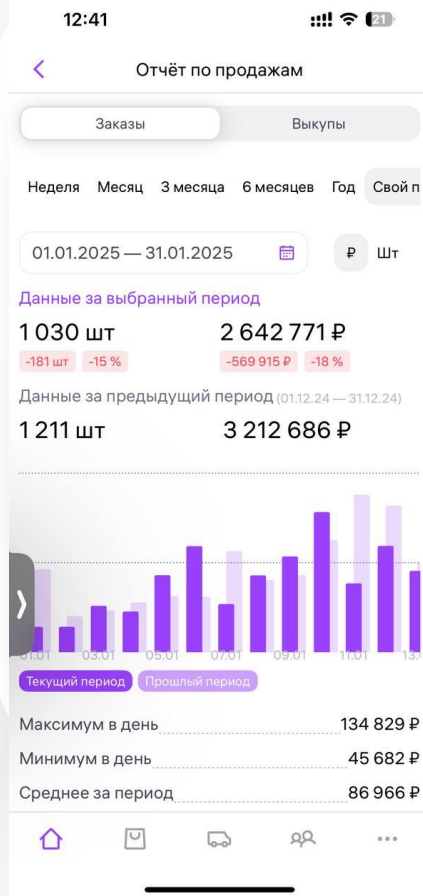 12:41
21
Отчёт по продажам
Заказы Выкупы
Неделя Месяц 3 месяца 6 месяцев Год Свой п
01.01.2025 — 31.01.2025 ₽ Шт
Данные за выбранный период
1 030 шт 2 642 771 ₽
-181 шт -15 % -569 915 ₽ -18 %
Данные за предыдущий период (01.12.24 — 31.12.24)
1 211 шт 3 212 686 ₽
01.01 03.01 05.01 07.01 09.01 11.01 13.
Текущий период Прошлый период
Максимум в день 134 829 ₽
Минимум в день 45 682 ₽
Среднее за период 86 966 ₽